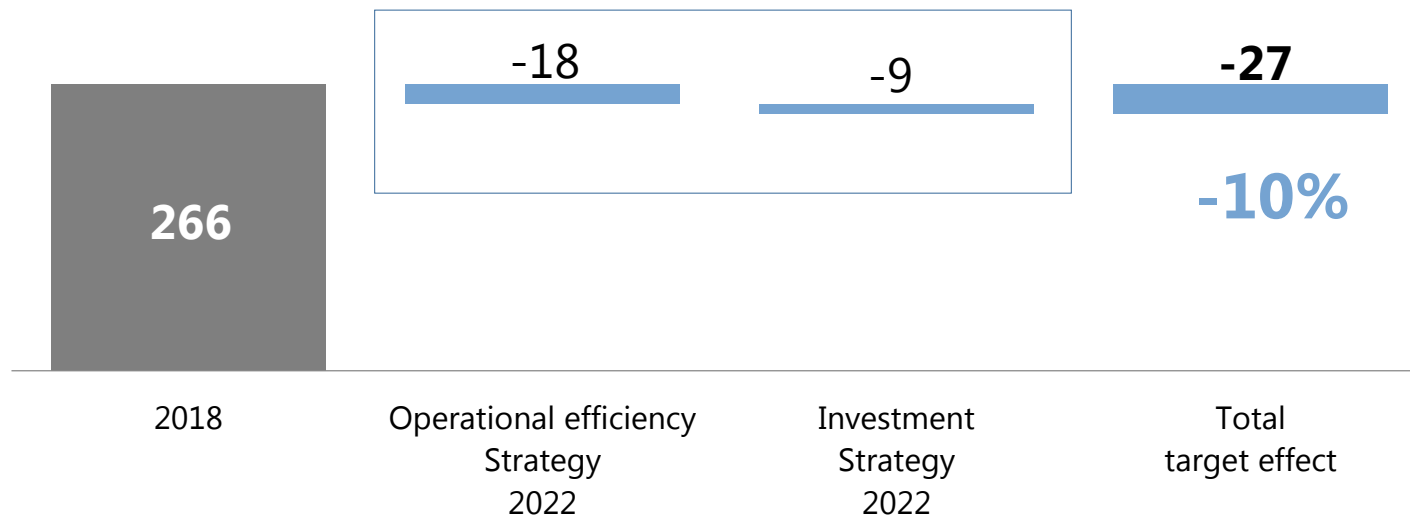 -18
-9
-27
-10%
266
2018
Operational efficiency
Strategy
2022
Investment
Strategy
2022
Total
target effect